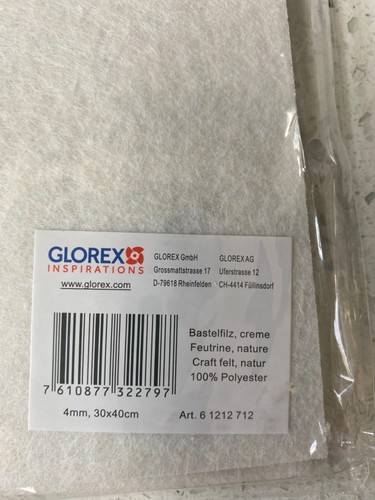 GLOREX
INSPIRATIONS
www.glorex.com
GLOREX GmbH
Grossmattstrasse 17
D-79618 Rheinfelden
GLOREX AG
Uferstrasse 12
CH-4414 Füllinsdorf
Bastelfilz, creme
Feutrine, nature
Craft felt, natur
100% Polyester
7 610877 322797
4mm, 30x40cm
Art. 6 1212 712